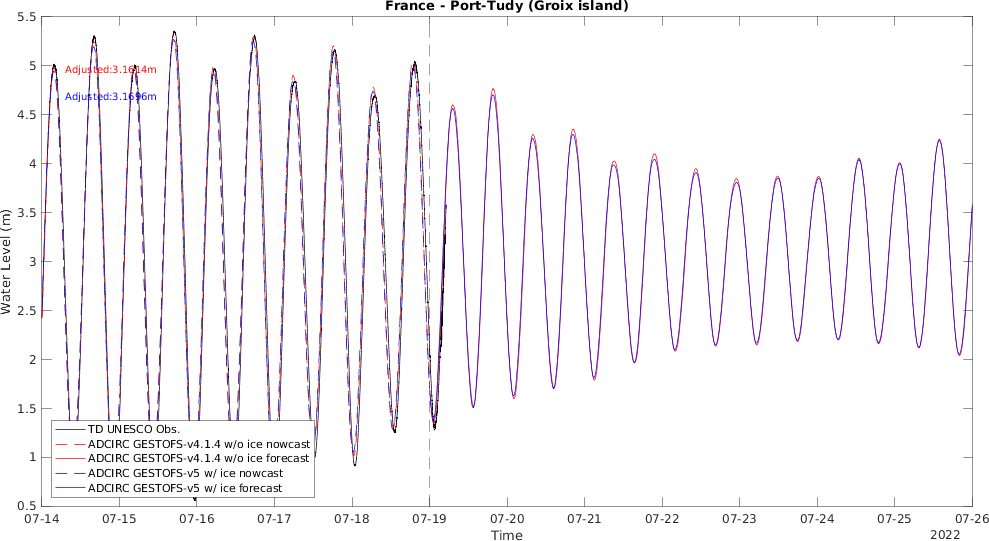 France - Port-Tudy (Groix island)
5.5
5
4.5
4
3.5
3
2.5
2
1.5
1
0.5
Water Level (m)
Adjusted:3.1614m
Adjusted:3.1696m
TD UNESCO Obs.
ADCIRC GESTOFS-v4.1.4 w/o ice nowcast
ADCIRC GESTOFS-v4.1.4 w/o ice forecast
ADCIRC GESTOFS-v5 w/ ice nowcast
ADCIRC GESTOFS-v5 w/ ice forecast
07-14 07-15 07-16 07-17 07-18 07-19 07-20 07-21 07-22 07-23 07-24 07-25 07-26
Time
2022